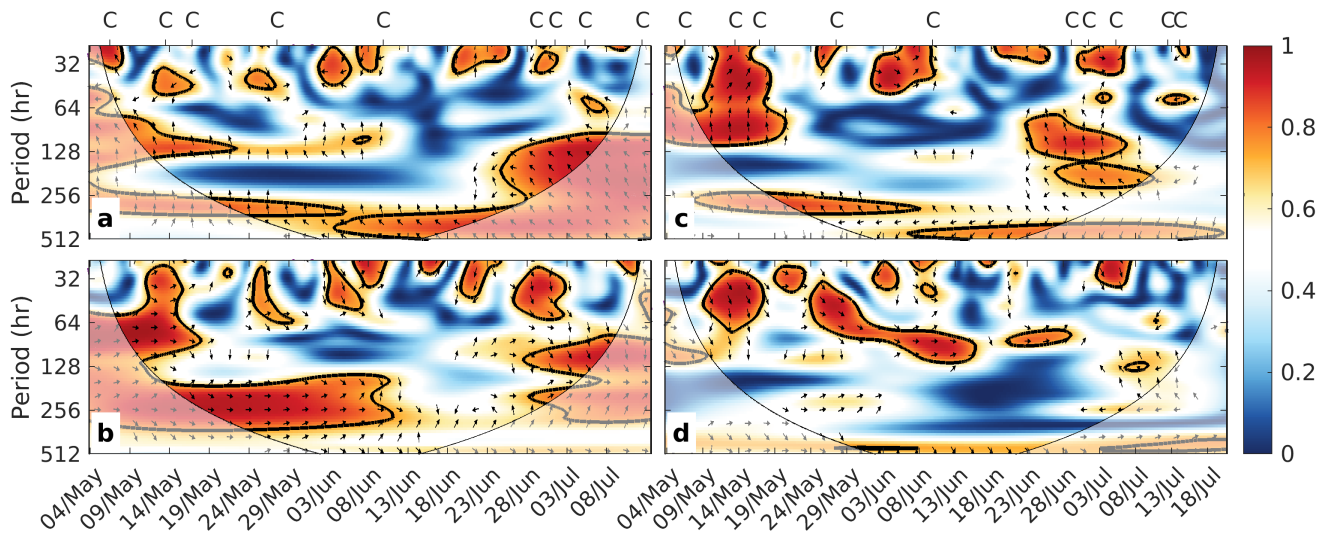 C C C C C C C C C
C C C C C C C C CC
Period (hr)
32
64
128
256
512
a
c
1
0.8
0.6
0.4
0.2
0
Period (hr)
32
64
128
256
512
b
d
04/May 09/May 14/May 19/May 24/May 29/May 03/Jun 08/Jun 13/Jun 18/Jun 23/Jun 28/Jun 03/Jul 08/Jul
04/May 09/May 14/May 19/May 24/May 29/May 03/Jun 08/Jun 13/Jun 18/Jun 23/Jun 28/Jun 03/Jul 08/Jul 13/Jul 18/Jul